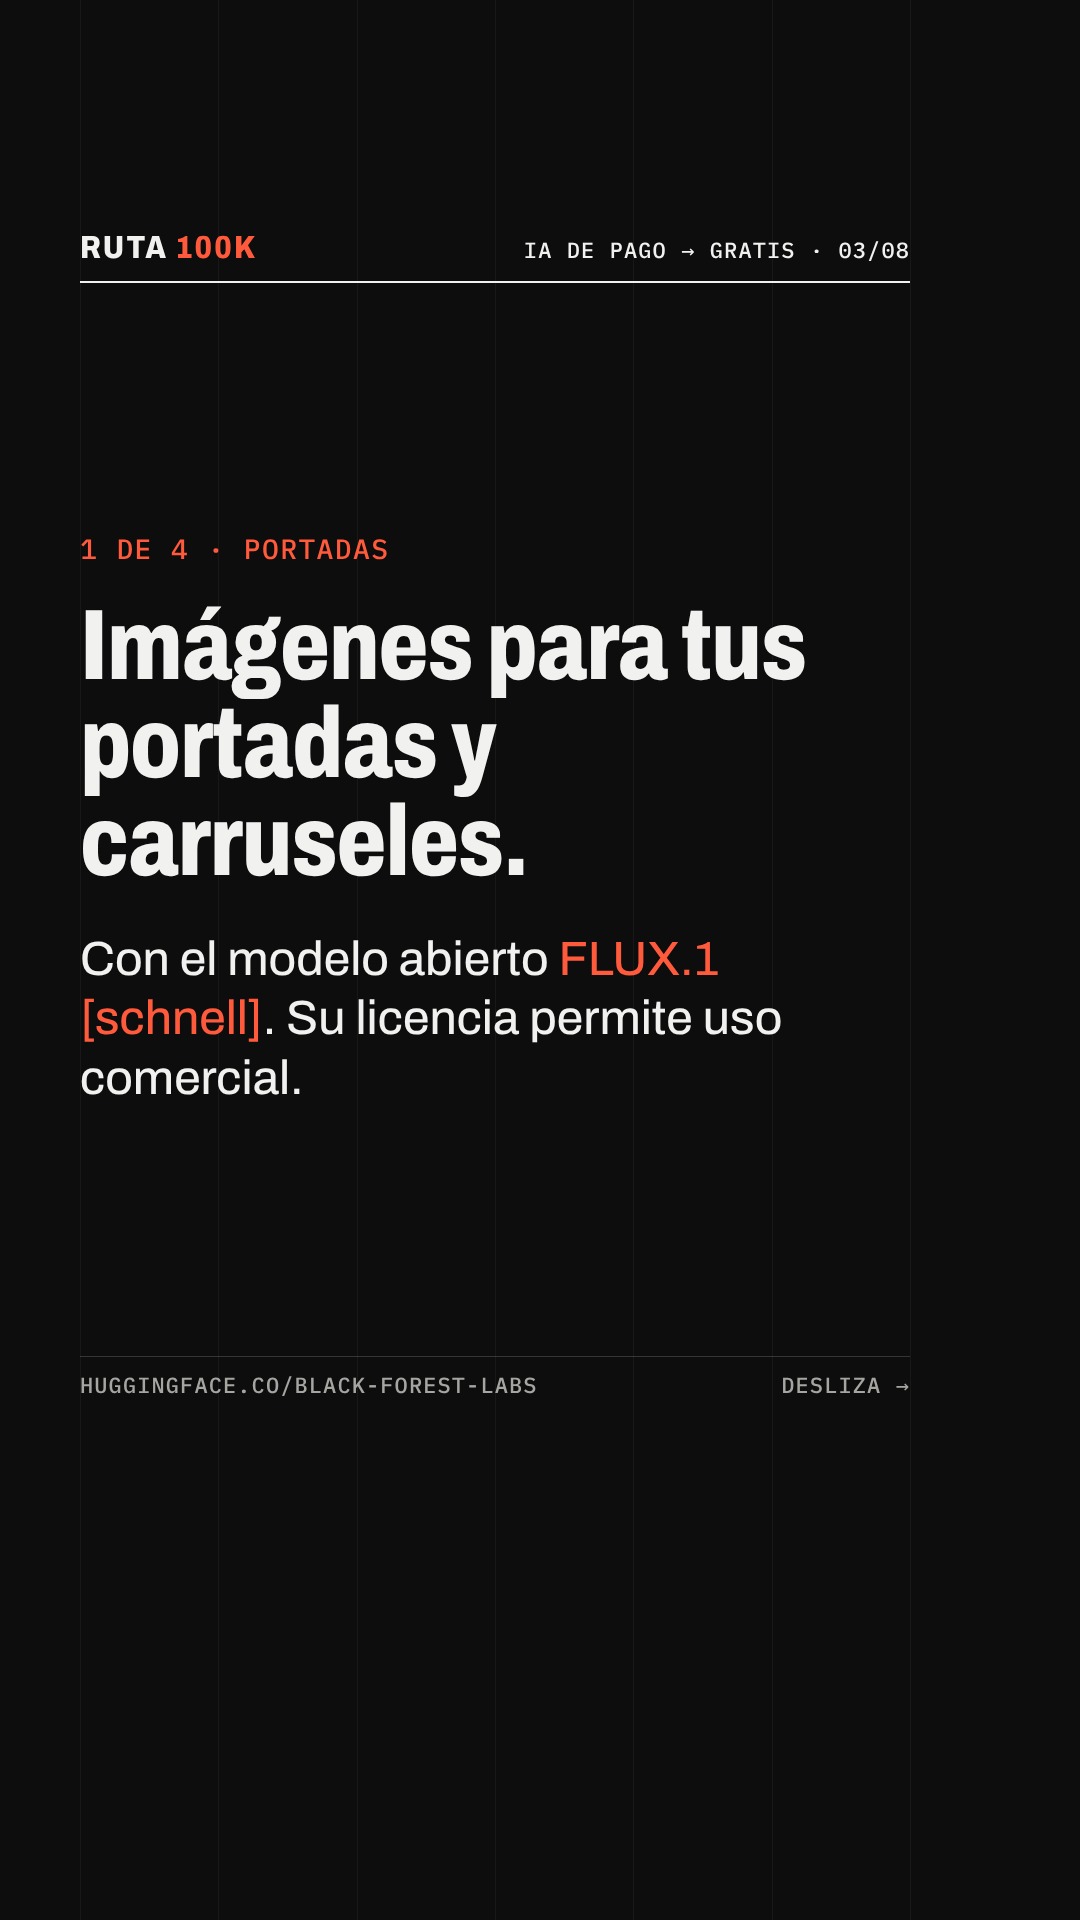 RUTA 100K
IA DE PAGO → GRATIS · 03/08
1 DE 4 · PORTADAS
Imágenes para tus
portadas y
carruseles.
Con el modelo abierto FLUX.1
[schnell]. Su licencia permite uso
comercial.
HUGGINGFACE.CO/BLACK-FOREST-LABS
DESLIZA →